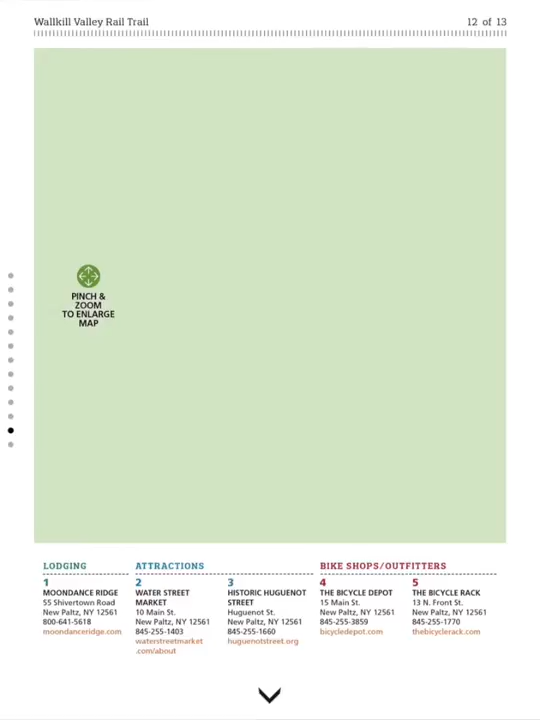 Wallkill Valley Rail Trail
12 of 13
PINCH &
ZOOM
TO ENLARGE
MAP
LODGING
1
MOONDANCE RIDGE
55 Shivertown Road
New Paltz, NY 12561
800-641-5618
moondanceridge.com
ATTRACTIONS
2
WATER STREET
MARKET
10 Main St.
New Paltz, NY 12561
845-255-1403
waterstreetmarket
.com/about
3
HISTORIC HUGUENOT
STREET
Huguenot St.
New Paltz, NY 12561
845-255-1660
huguenotstreet.org
BIKE SHOPS/OUTFITTERS
4
THE BICYCLE DEPOT
15 Main St.
New Paltz, NY 12561
845-255-3859
bicycledepot.com
5
THE BICYCLE RACK
13 N. Front St.
New Paltz, NY 12561
845-255-1770
thebicyclerack.com